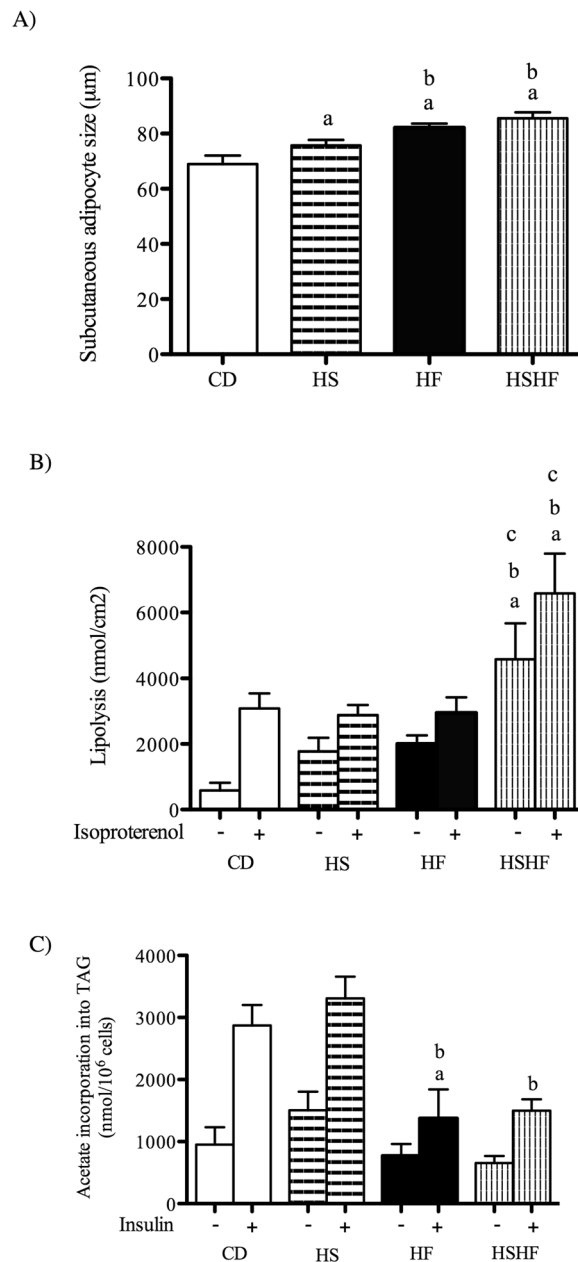 A)
Subcutaneous adipocyte size (μm)
100
80
60
40
20
0
a
b
a
b
a
CD HS HF HSHF
B)
Lipolysis (nmol/cm2)
8000
6000
4000
2000
0
c
b
a
c
b
a
Isoproterenol - + - + - + - +
CD HS HF HSHF
C)
Acetate incorporation into TAG
(nmol/10⁶ cells)
4000
3000
2000
1000
0
b
a
b
Insulin - + - + - + - +
CD HS HF HSHF